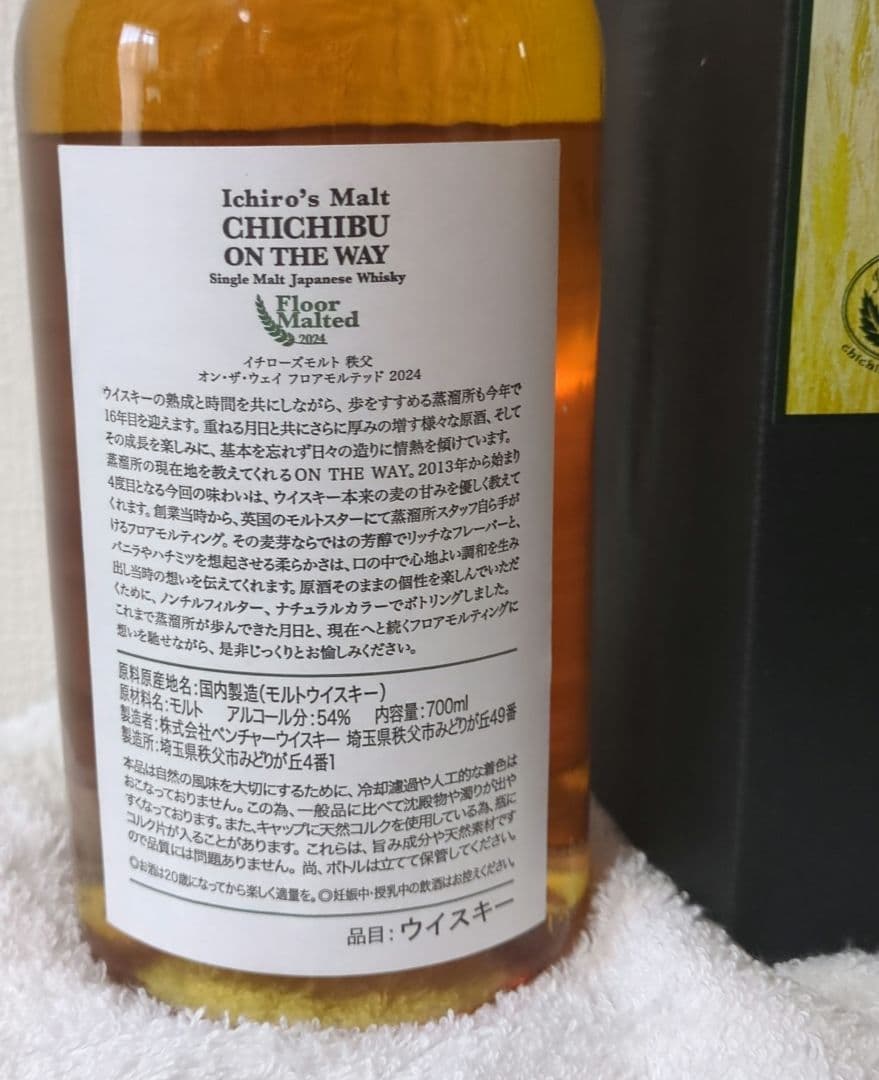 Ichiro's Malt
CHICHIBU
ON THE WAY
Single Malt Japanese Whisky
Floor
Malted
2024
イチローズモルト 秩父
オン・ザ・ウェイ フロアモルテッド 2024
ウイスキーの熟成と時間を共にしながら、歩をすすめる蒸溜所も今年で
16年目を迎えます。重ねる月日と共にさらに厚みの増す様々な原酒、そして
その成長を楽しみに、基本を忘れず日々の造りに情熱を傾けています。
蒸溜所の現在地を教えてくれるON THE WAY。2013年から始まり
4度目となる今回の味わいは、ウイスキー本来の麦の甘みを優しく教えて
くれます。創業当時から、英国のモルトスターにて蒸溜所スタッフ自ら手が
けるフロアモルティング。その麦芽ならではの芳醇でリッチなフレーバーと、
バニラやハチミツを想起させる柔らかさは、口の中で心地よい調和を生み
出し当時の想いを伝えてくれます。原酒そのままの個性を楽しんでいただ
くために、ノンチルフィルター、ナチュラルカラーでボトリングしました。
これまで蒸溜所が歩んできた月日と、現在へと続くフロアモルティングに
想いを馳せながら、是非じっくりとお愉しみください。
原料原産地名:国内製造(モルトウイスキー)
原材料名:モルト アルコール分:54% 内容量:700ml
製造者:株式会社ベンチャーウイスキー 埼玉県秩父市みどりが丘49番
製造所:埼玉県秩父市みどりが丘4番1
本品は自然の風味を大切にするために、冷却濾過や人工的な着色は
おこなっておりません。この為、一般品に比べて沈殿物や濁りが出や
すくなっております。また、キャップに天然コルクを使用している為、瓶に
コルク片が入ることがあります。これらは、旨み成分や天然素材です
ので品質には問題ありません。尚、ボトルは立てて保管してください。
◎お酒は20歳になってから楽しく適量を。◎妊娠中・授乳中の飲酒はお控えください。
品目:ウイスキー